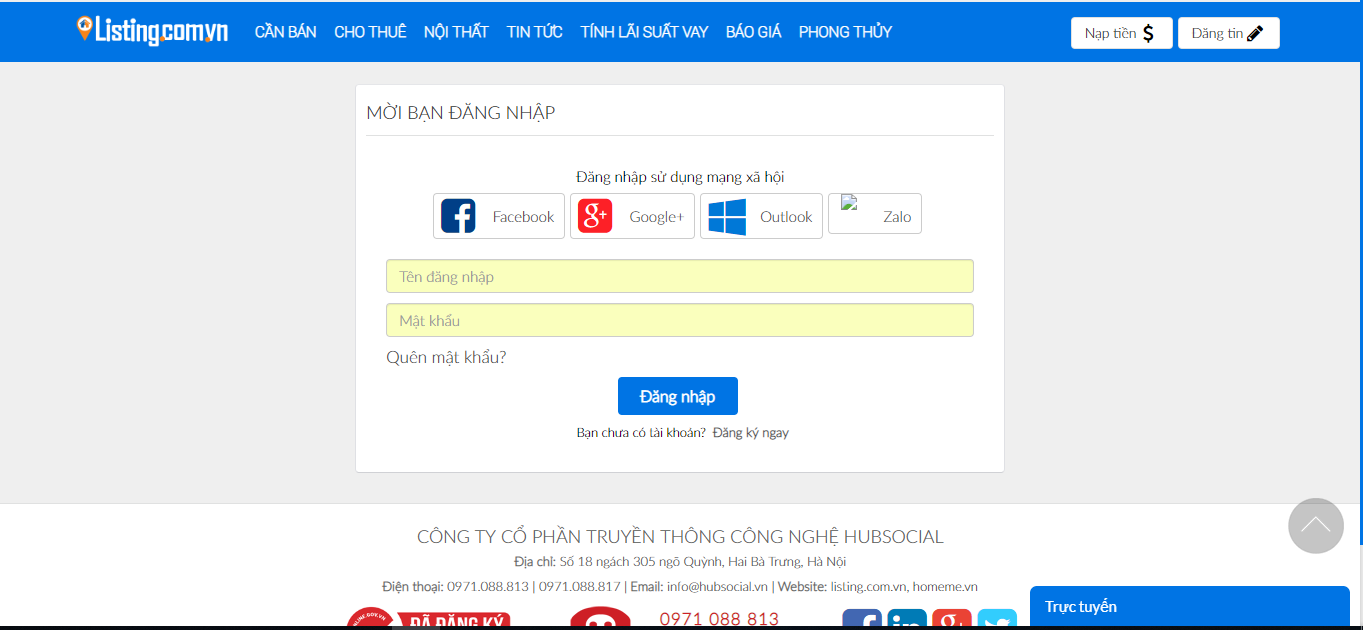 Listing.com.vn CẦN BÁN CHO THUÊ NỘI THẤT TIN TỨC TÍNH LÃI SUẤT VAY BÁO GIÁ PHONG THỦY Nạp tiền $ Đăng tin
MỜI BẠN ĐĂNG NHẬP
Đăng nhập sử dụng mạng xã hội
Facebook g+ Google+ Outlook Zalo
Tên đăng nhập
Mật khẩu
Quên mật khẩu?
Đăng nhập
Bạn chưa có tài khoản? Đăng ký ngay
CÔNG TY CỔ PHẦN TRUYỀN THÔNG CÔNG NGHỆ HUBSOCIAL
Địa chỉ: Số 18 ngách 305 ngõ Quỳnh, Hai Bà Trưng, Hà Nội
Điện thoại: 0971.088.813 | 0971.088.817 | Email: info@hubsocial.vn | Website: listing.com.vn, homeme.vn
Trực tuyến
ONLINE.GOV.VN ĐÃ ĐĂNG KÝ 0971 088 813 f in g+